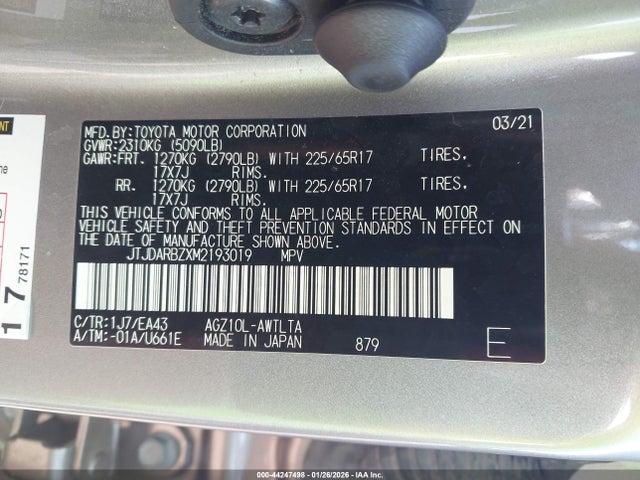 MFD.BY:TOYOTA MOTOR CORPORATION 03/21
GVWR:2310KG (5090LB)
GAWR:FRT. 1270KG (2790LB) WITH 225/65R17 TIRES.
17X7J RIMS.
RR. 1270KG (2790LB) WITH 225/65R17 TIRES.
17X7J RIMS.
THIS VEHICLE CONFORMS TO ALL APPLICABLE FEDERAL MOTOR
VEHICLE SAFETY AND THEFT PREVENTION STANDARDS IN EFFECT ON
THE DATE OF MANUFACTURE SHOWN ABOVE.
JTJDARBZXM2193019 MPV
C/TR:1J7/EA43 AGZ10L-AWTLTA
A/TM:-01A/U661E MADE IN JAPAN 879 E
17
78171
000-44247498 - 01/26/2026 - IAA Inc.